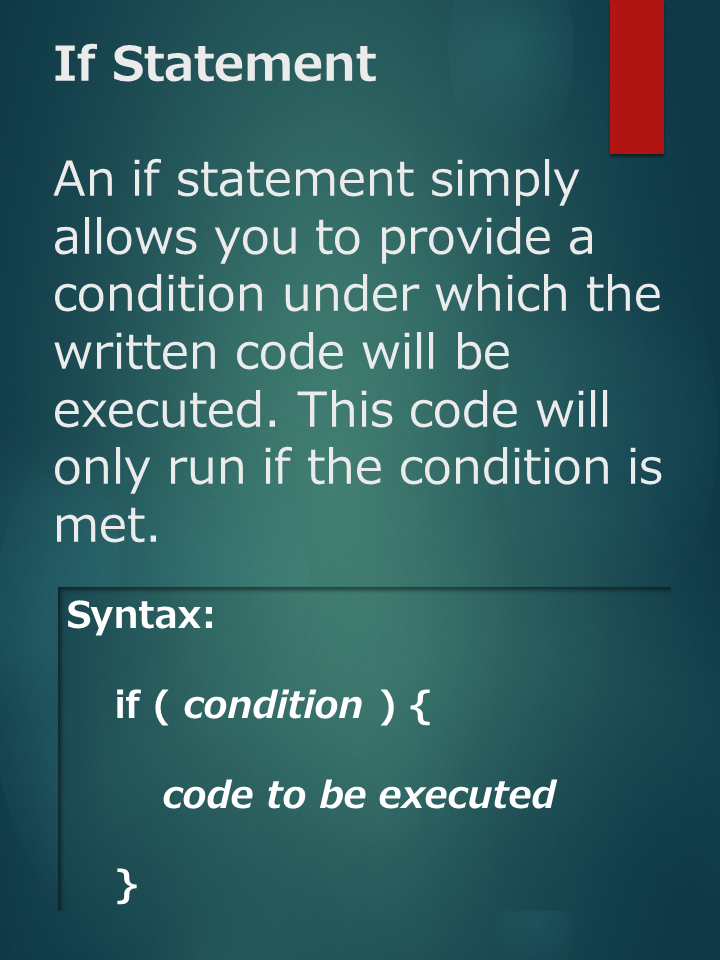 If Statement
An if statement simply
allows you to provide a
condition under which the
written code will be
executed. This code will
only run if the condition is
met.
Syntax:
if ( condition ) {
code to be executed
}